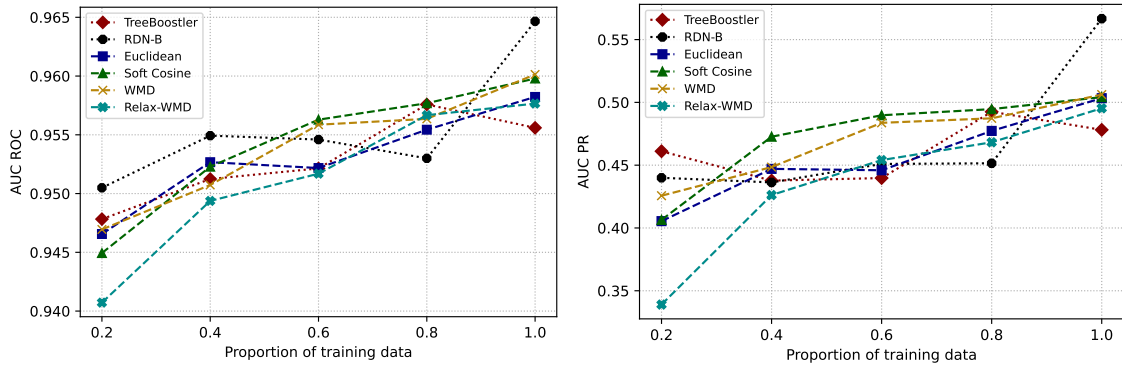 0.965
0.960
0.955
0.950
0.945
0.940
AUC ROC
TreeBoostler
RDN-B
Euclidean
Soft Cosine
WMD
Relax-WMD
0.2
0.4
0.6
0.8
1.0
Proportion of training data
0.55
0.50
0.45
0.40
0.35
AUC PR
TreeBoostler
RDN-B
Euclidean
Soft Cosine
WMD
Relax-WMD
0.2
0.4
0.6
0.8
1.0
Proportion of training data